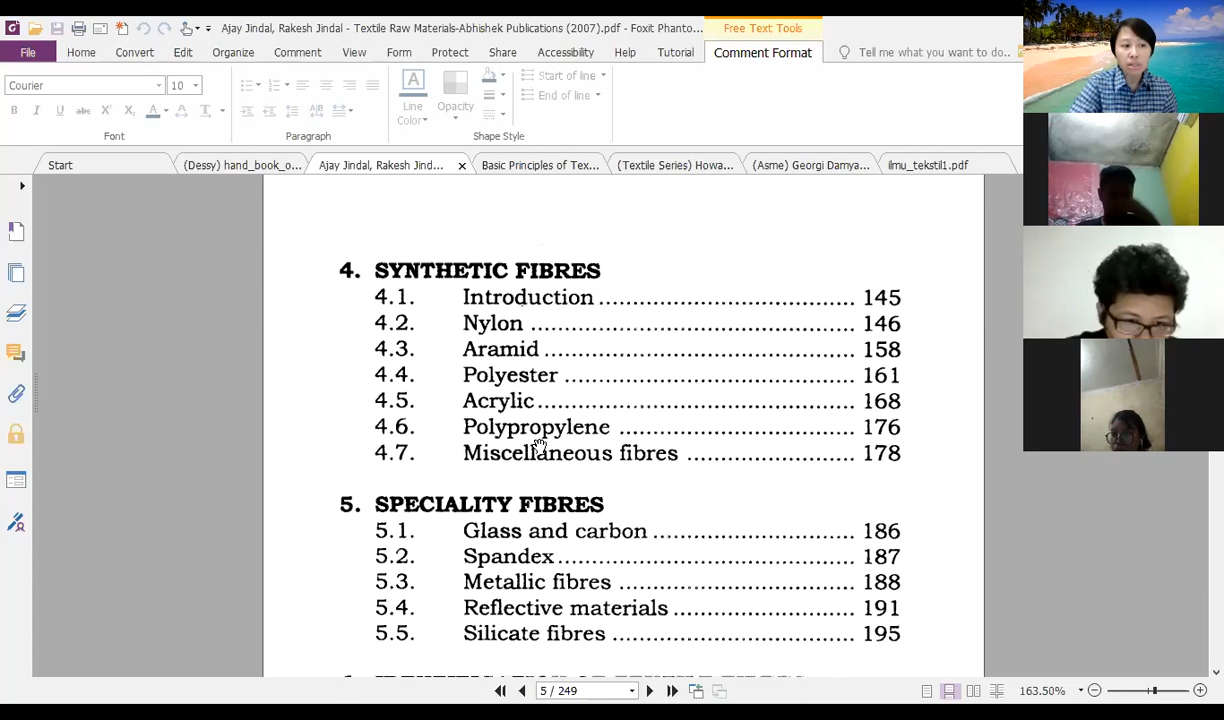 Ajay Jindal, Rakesh Jindal - Textile Raw Materials-Abhishek Publications (2007).pdf - Foxit Phanto...
Free Text Tools
File Home Convert Edit Organize Comment View Form Protect Share Accessibility Help Tutorial Comment Format Tell me what you want to do..
Courier 10
Line Color
Opacity
Start of line
End of line
Font Paragraph Shape Style
Start (Dessy) hand_book_o... Ajay Jindal, Rakesh Jind... Basic Principles of Tex... (Textile Series) Howa... (Asme) Georgi Damya... ilmu_tekstil1.pdf
4. SYNTHETIC FIBRES
4.1. Introduction ............................................ 145
4.2. Nylon ..................................................... 146
4.3. Aramid ................................................... 158
4.4. Polyester ................................................ 161
4.5. Acrylic .................................................... 168
4.6. Polypropylene ....................................... 176
4.7. Miscellaneous fibres ............................ 178
5. SPECIALITY FIBRES
5.1. Glass and carbon .................................. 186
5.2. Spandex ................................................. 187
5.3. Metallic fibres ....................................... 188
5.4. Reflective materials .............................. 191
5.5. Silicate fibres ........................................ 195
5 / 249 163.50%